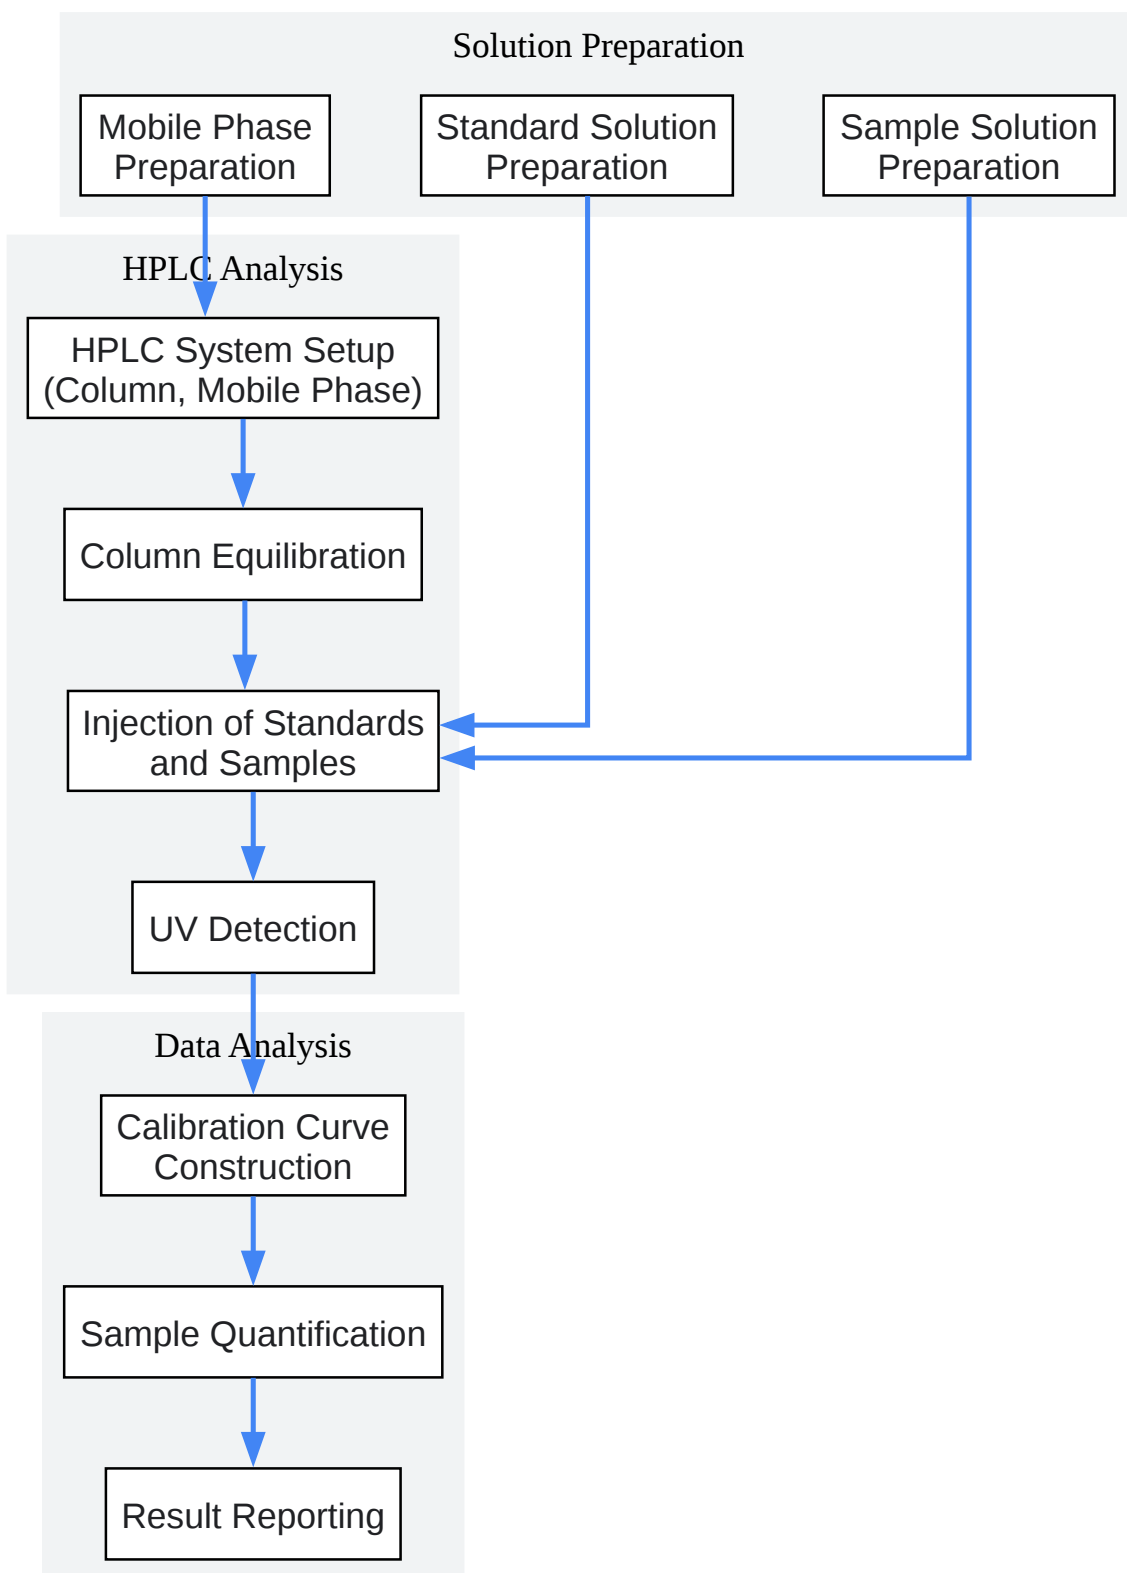 Solution Preparation
Mobile Phase
Preparation
Standard Solution
Preparation
Sample Solution
Preparation
HPLC Analysis
HPLC System Setup
(Column, Mobile Phase)
Column Equilibration
Injection of Standards
and Samples
UV Detection
Data Analysis
Calibration Curve
Construction
Sample Quantification
Result Reporting